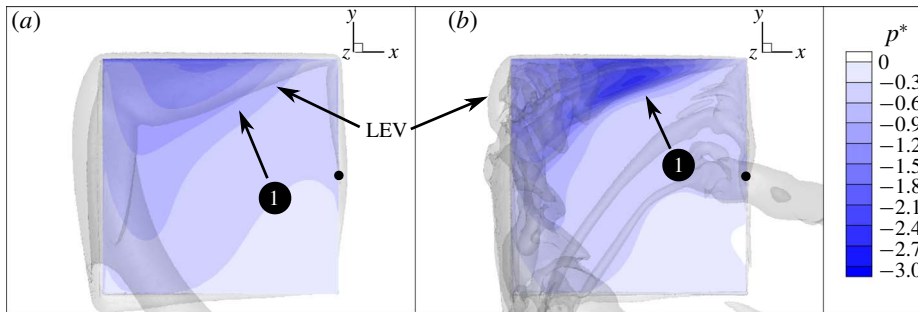 (a)
y
z x
1
LEV
(b)
y
z x
1
p*
0
−0.3
−0.6
−0.9
−1.2
−1.5
−1.8
−2.1
−2.4
−2.7
−3.0